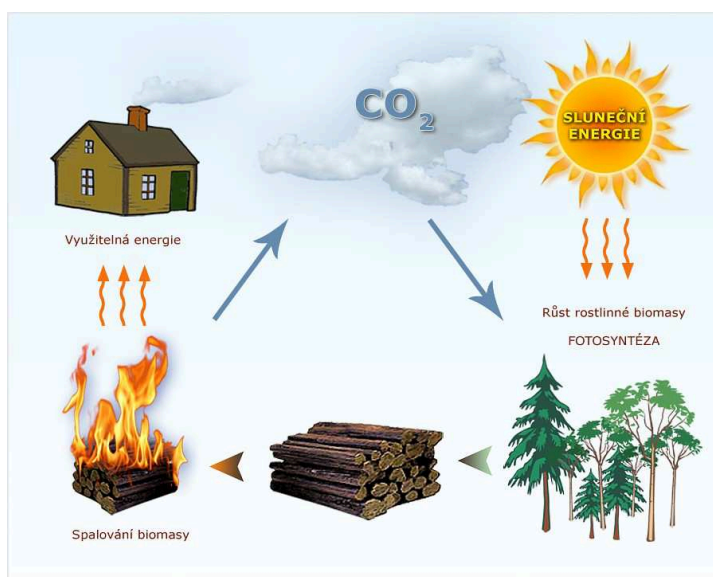 CO2
SLUNEČNÍ
ENERGIE
Využitelná energie
Růst rostlinné biomasy
FOTOSYNTÉZA
Spalování biomasy